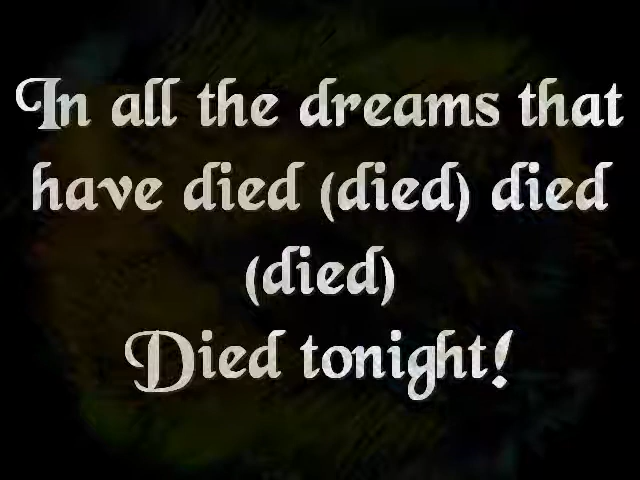 In all the dreams that
have died (died) died
(died)
Died tonight!